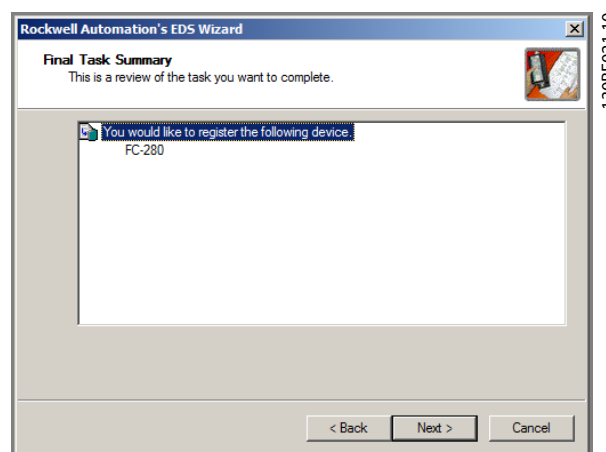 Rockwell Automation's EDS Wizard
Final Task Summary
This is a review of the task you want to complete.
You would like to register the following device.
FC-280
< Back
Next >
Cancel